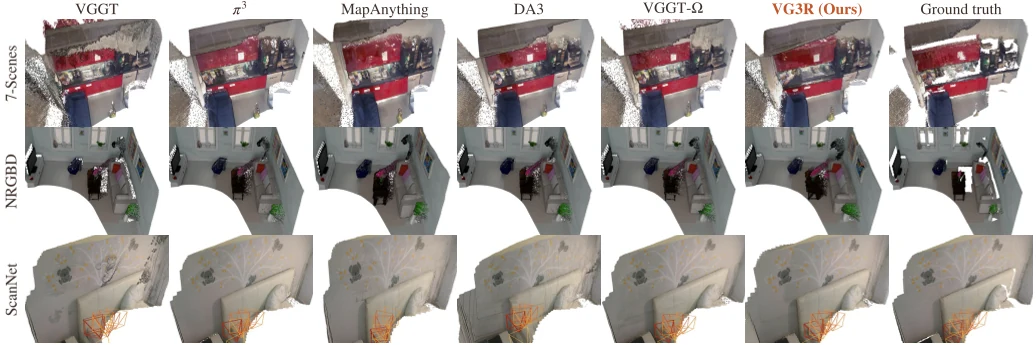 VGGT π³ MapAnything DA3 VGGT-Ω VG3R (Ours) Ground truth
7-Scenes
NRGBD
ScanNet